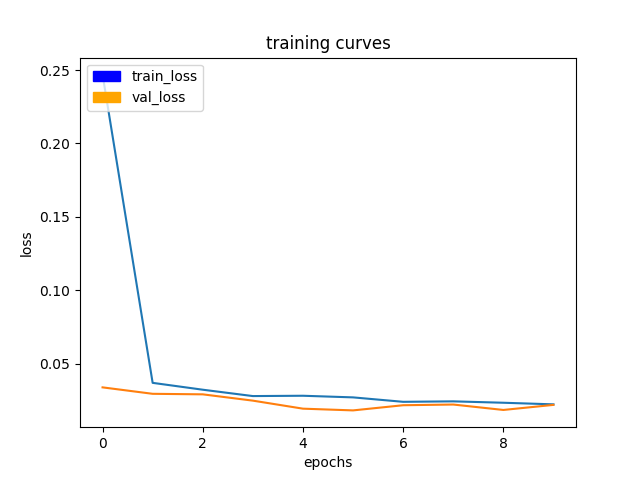 training curves
train_loss
val_loss
0.25
0.20
0.15
0.10
0.05
loss
0 2 4 6 8
epochs